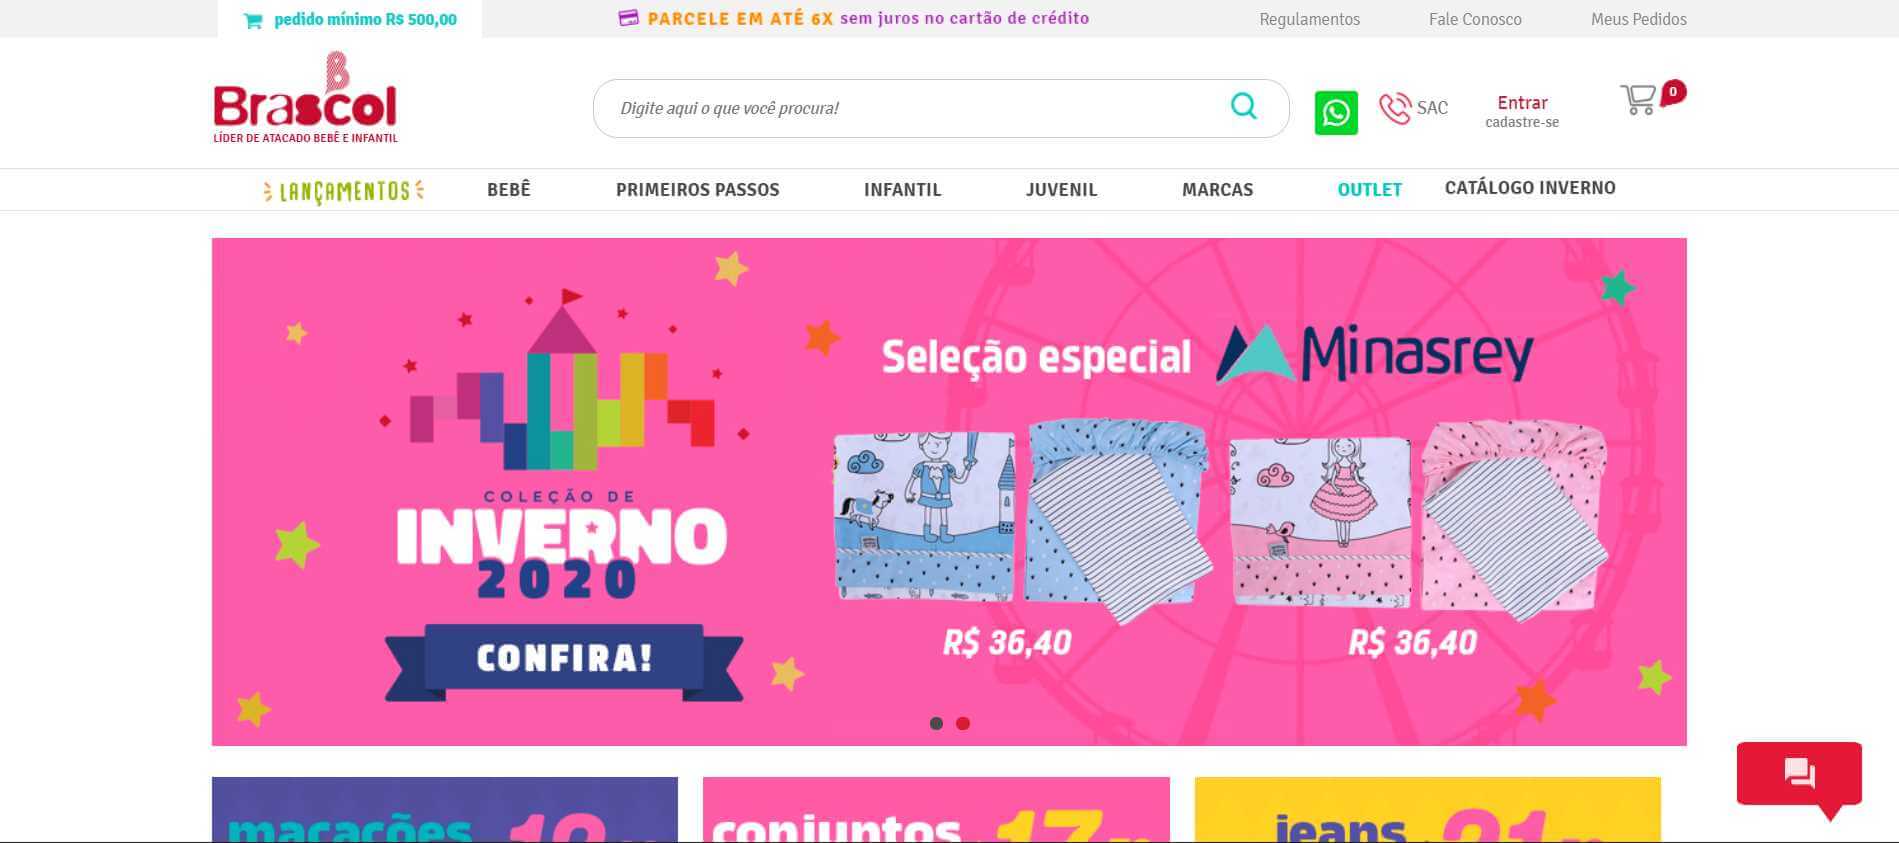 pedido mínimo R$ 500,00
PARCELE EM ATÉ 6X sem juros no cartão de crédito
Regulamentos
Fale Conosco
Meus Pedidos
B
Brascol
LÍDER DE ATACADO BEBÊ E INFANTIL
Digite aqui o que você procura!
SAC
Entrar
cadastre-se
0
LANÇAMENTOS
BEBÊ
PRIMEIROS PASSOS
INFANTIL
JUVENIL
MARCAS
OUTLET
CATÁLOGO INVERNO
COLEÇÃO DE
INVERNO
2020
CONFIRA!
Seleção especial Minasrey
R$ 36,40
R$ 36,40
macacões
conjuntos
jeans